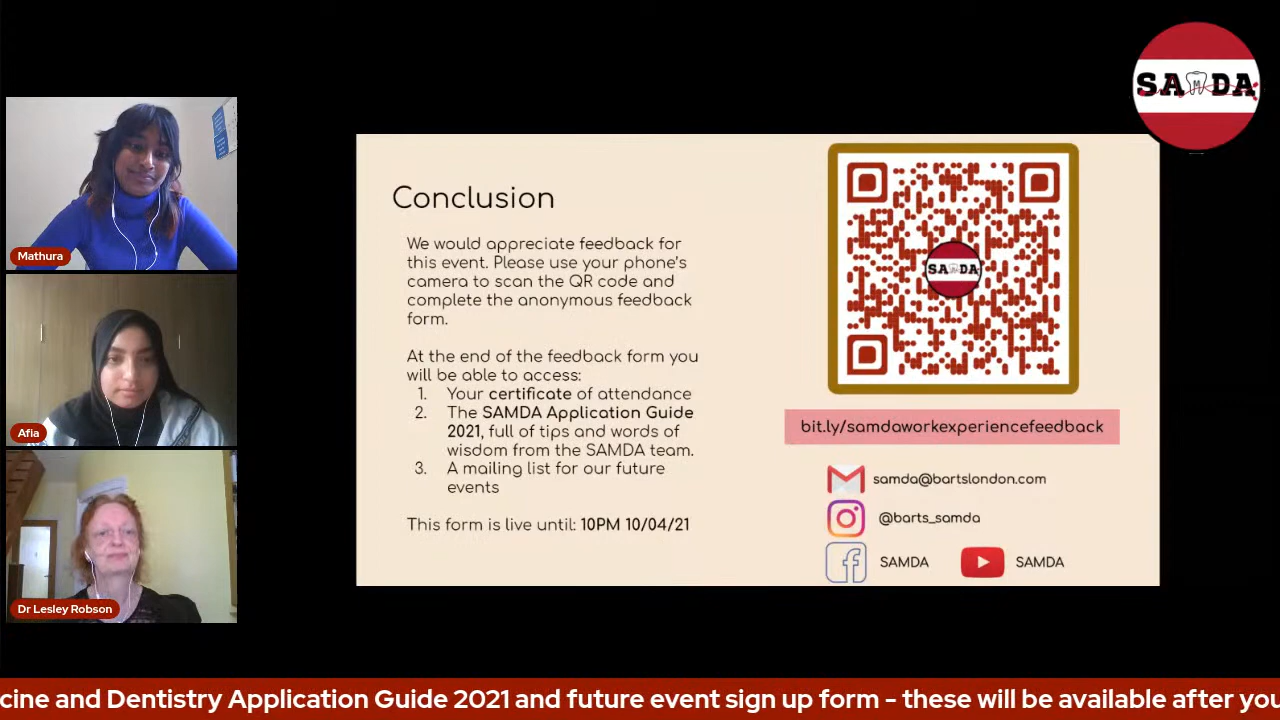 SAMDA
Mathura
Afia
Dr Lesley Robson
Conclusion
We would appreciate feedback for
this event. Please use your phone's
camera to scan the QR code and
complete the anonymous feedback
form.
At the end of the feedback form you
will be able to access:
1. Your certificate of attendance
2. The SAMDA Application Guide
2021, full of tips and words of
wisdom from the SAMDA team.
3. A mailing list for our future
events
This form is live until: 10PM 10/04/21
SAMDA
bit.ly/samdaworkexperiencefeedback
samda@bartslondon.com
@barts_samda
SAMDA
SAMDA
cine and Dentistry Application Guide 2021 and future event sign up form - these will be available after you